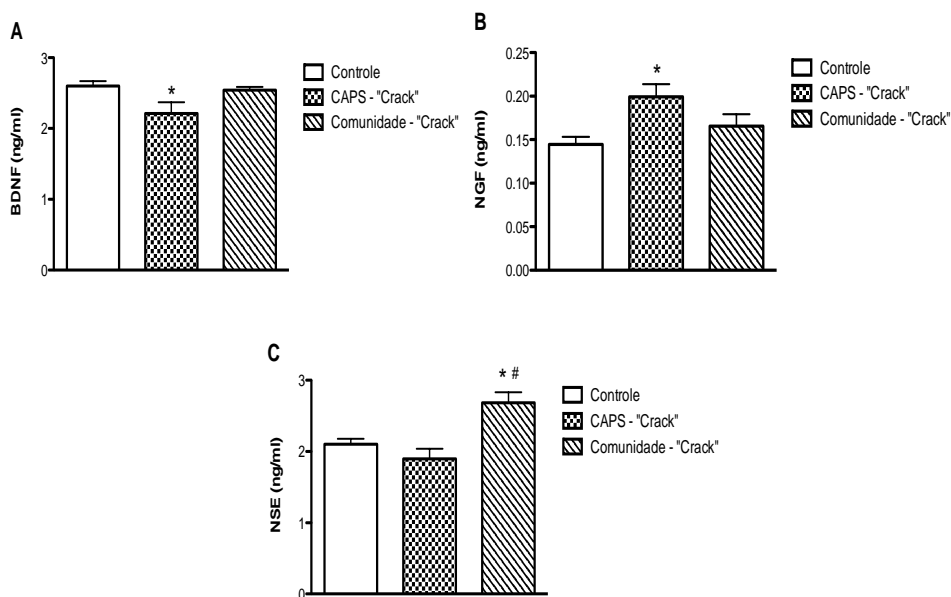 A
BDNF (ng/ml)
3
2
1
0
*
Controle
CAPS - "Crack"
Comunidade - "Crack"
B
NGF (ng/ml)
0.25
0.20
0.15
0.10
0.05
0.00
*
Controle
CAPS - "Crack"
Comunidade - "Crack"
C
NSE (ng/ml)
3
2
1
0
* #
Controle
CAPS - "Crack"
Comunidade - "Crack"